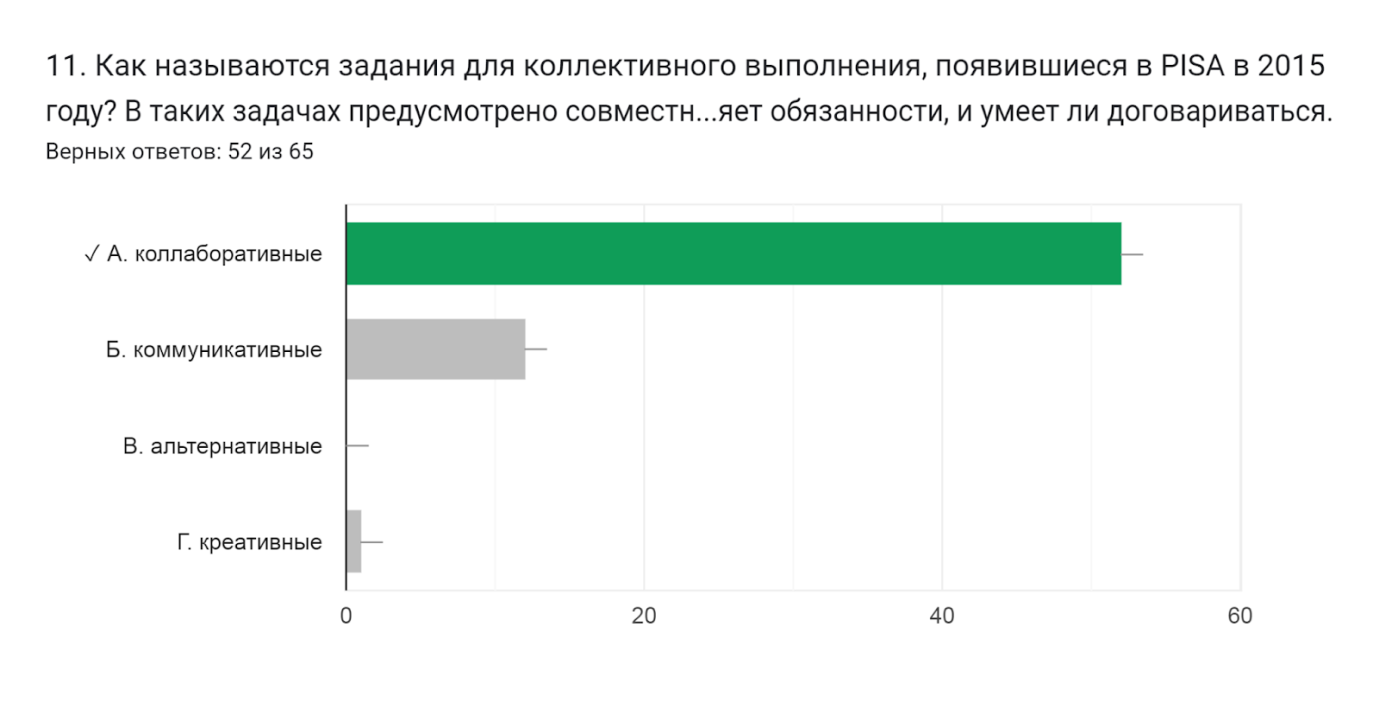 11. Как называются задания для коллективного выполнения, появившиеся в PISA в 2015
году? В таких задачах предусмотрено совместн...яет обязанности, и умеет ли договариваться.
Верных ответов: 52 из 65
✓ А. коллаборативные
Б. коммуникативные
В. альтернативные
Г. креативные
0 20 40 60